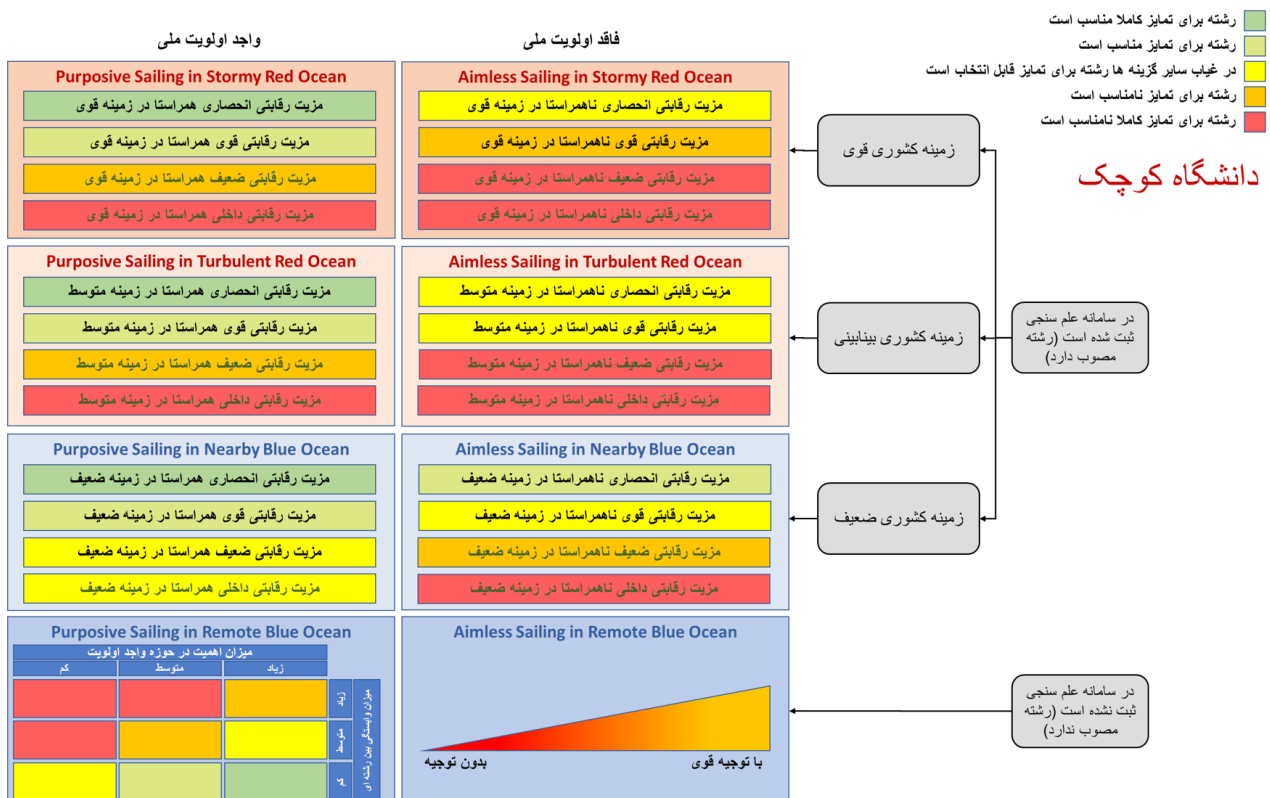 رشته برای تمایز کاملا مناسب است
رشته برای تمایز مناسب است
در غیاب سایر گزینه ها رشته برای تمایز قابل انتخاب است
رشته برای تمایز نامناسب است
رشته برای تمایز کاملا نامناسب است
دانشگاه کوچک
در سامانه علم سنجی
ثبت شده است (رشته
مصوب دارد)
در سامانه علم سنجی
ثبت نشده است (رشته
مصوب ندارد)
زمینه کشوری قوی
زمینه کشوری بینابینی
زمینه کشوری ضعیف
فاقد اولویت ملی
Aimless Sailing in Stormy Red Ocean
مزیت رقابتی انحصاری ناهمراستا در زمینه قوی
مزیت رقابتی قوی ناهمراستا در زمینه قوی
مزیت رقابتی ضعیف ناهمراستا در زمینه قوی
مزیت رقابتی داخلی ناهمراستا در زمینه قوی
Aimless Sailing in Turbulent Red Ocean
مزیت رقابتی انحصاری ناهمراستا در زمینه متوسط
مزیت رقابتی قوی ناهمراستا در زمینه متوسط
مزیت رقابتی ضعیف ناهمراستا در زمینه متوسط
مزیت رقابتی داخلی ناهمراستا در زمینه متوسط
Aimless Sailing in Nearby Blue Ocean
مزیت رقابتی انحصاری ناهمراستا در زمینه ضعیف
مزیت رقابتی قوی ناهمراستا در زمینه ضعیف
مزیت رقابتی ضعیف ناهمراستا در زمینه ضعیف
مزیت رقابتی داخلی ناهمراستا در زمینه ضعیف
Aimless Sailing in Remote Blue Ocean
با توجیه قوی
بدون توجیه
واجد اولویت ملی
Purposive Sailing in Stormy Red Ocean
مزیت رقابتی انحصاری همراستا در زمینه قوی
مزیت رقابتی قوی همراستا در زمینه قوی
مزیت رقابتی ضعیف همراستا در زمینه قوی
مزیت رقابتی داخلی همراستا در زمینه قوی
Purposive Sailing in Turbulent Red Ocean
مزیت رقابتی انحصاری همراستا در زمینه متوسط
مزیت رقابتی قوی همراستا در زمینه متوسط
مزیت رقابتی ضعیف همراستا در زمینه متوسط
مزیت رقابتی داخلی همراستا در زمینه متوسط
Purposive Sailing in Nearby Blue Ocean
مزیت رقابتی انحصاری همراستا در زمینه ضعیف
مزیت رقابتی قوی همراستا در زمینه ضعیف
مزیت رقابتی ضعیف همراستا در زمینه ضعیف
مزیت رقابتی داخلی همراستا در زمینه ضعیف
Purposive Sailing in Remote Blue Ocean
میزان اهمیت در حوزه واجد اولویت
زیاد
متوسط
کم
میزان وابستگی بین رشته ای
زیاد
متوسط
کم